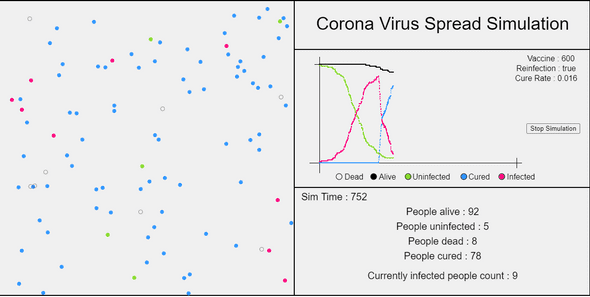 Corona Virus Spread Simulation
Vaccine : 600
Reinfection : true
Cure Rate : 0.016
Stop Simulation
Dead Alive Uninfected Cured Infected
Sim Time : 752
People alive : 92
People uninfected : 5
People dead : 8
People cured : 78
Currently infected people count : 9